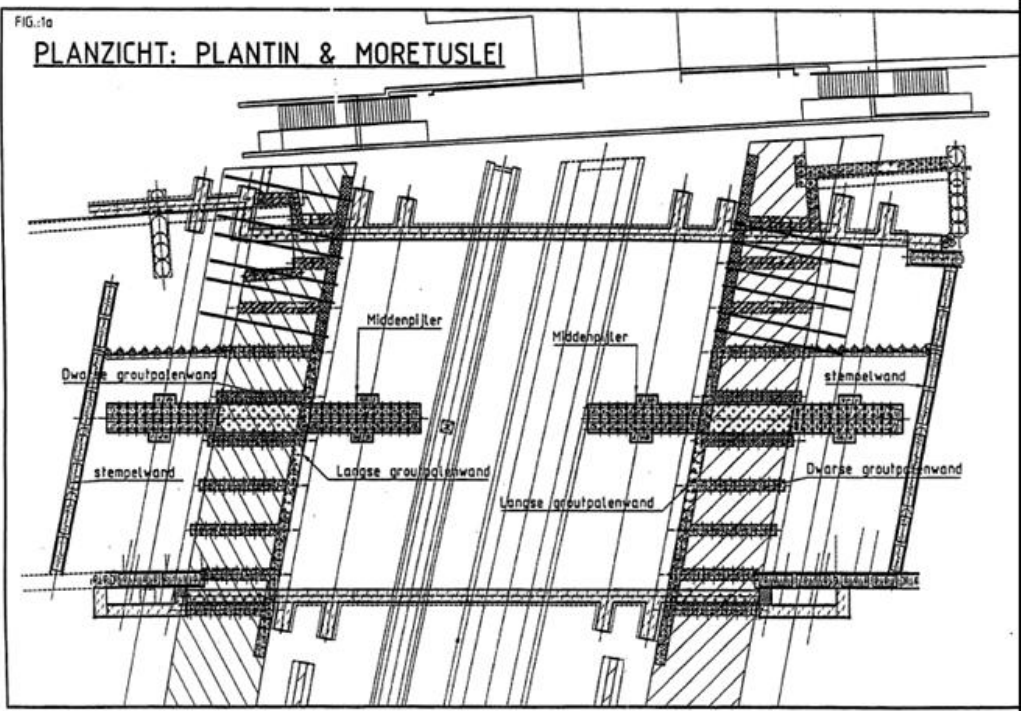 FIG.:1a
PLANZICHT: PLANTIN & MORETUSLEI
Middenpijler
Middenpijler
Dwarse groutpalenwand
stempelwand
stempelwand
Langse groutpalenwand
Dwarse groutpalenwand
Langse groutpalenwand